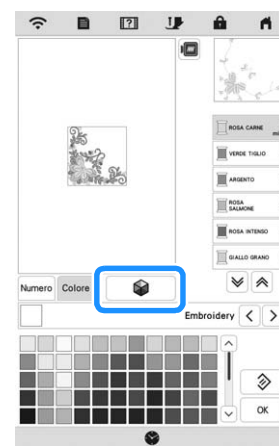 ROSA CARNE
VERDE TIGLIO
ARGENTO
ROSA
SALMONE
ROSA INTENSO
GIALLO GRANO
Numero Colore
Embroidery
OK